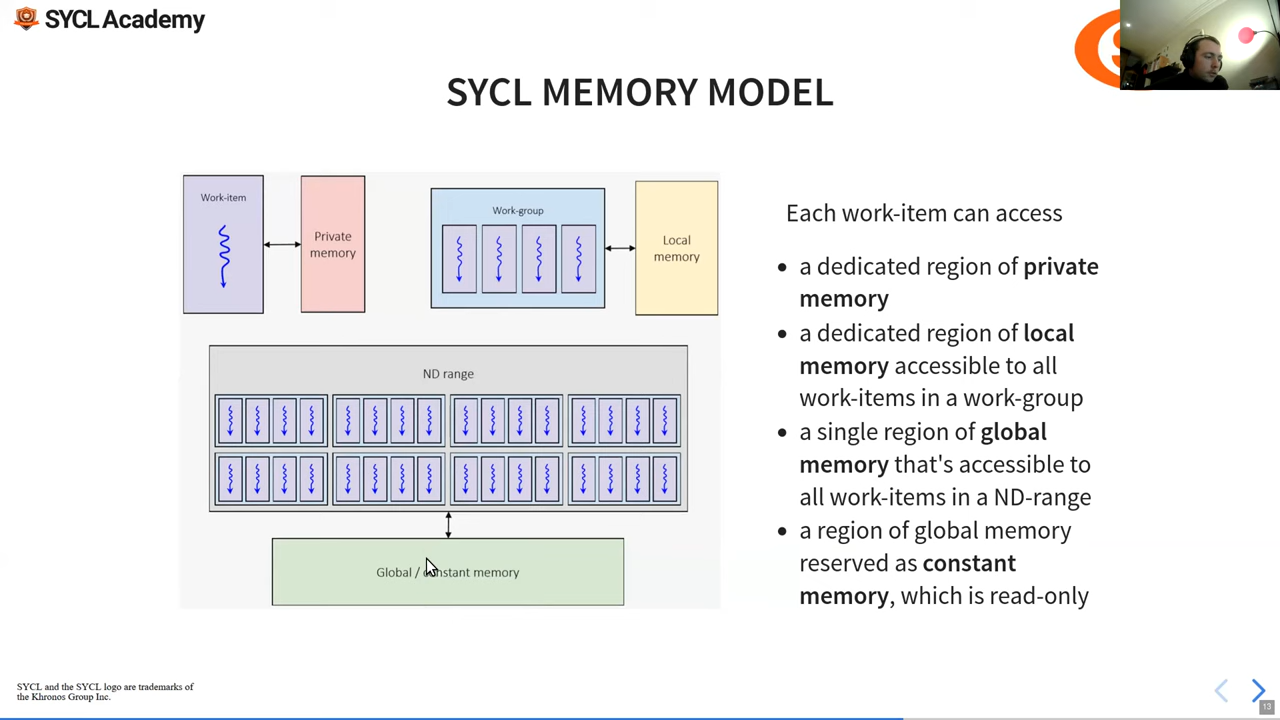 SYCL Academy
SYCL MEMORY MODEL
Work-item
Private
memory
Work-group
Local
memory
ND range
Global / constant memory
Each work-item can access
• a dedicated region of private
memory
• a dedicated region of local
memory accessible to all
work-items in a work-group
• a single region of global
memory that's accessible to
all work-items in a ND-range
• a region of global memory
reserved as constant
memory, which is read-only
SYCL and the SYCL logo are trademarks of
the Khronos Group Inc.
13